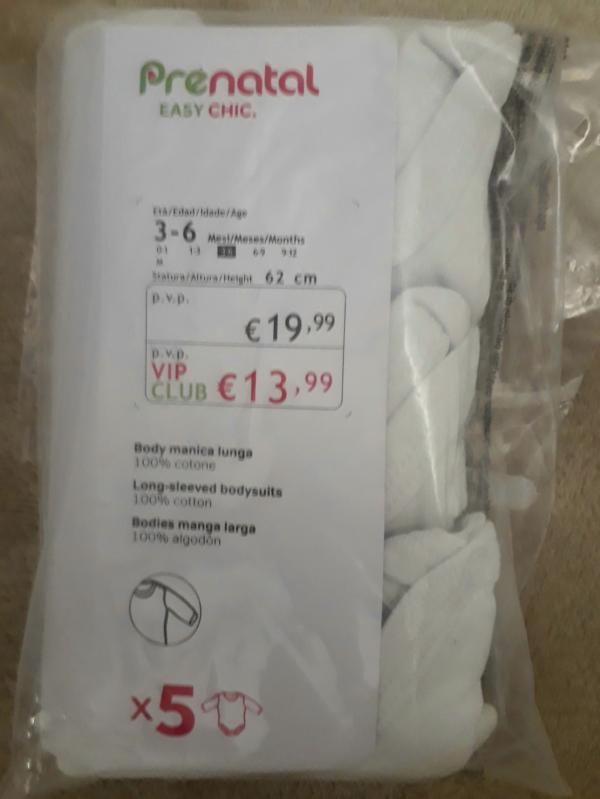 Prenatal
EASY CHIC.
Età/Edad/Idade/Age
3-6 Mesi/Meses/Months
0-1 1-3 3-6 6-9 9-12
M
Statura/Altura/Height 62 cm
p.v.p.
€19,99
p.v.p.
VIP
CLUB €13,99
Body manica lunga
100% cotone
Long-sleeved bodysuits
100% cotton
Bodies manga larga
100% algodón
x5